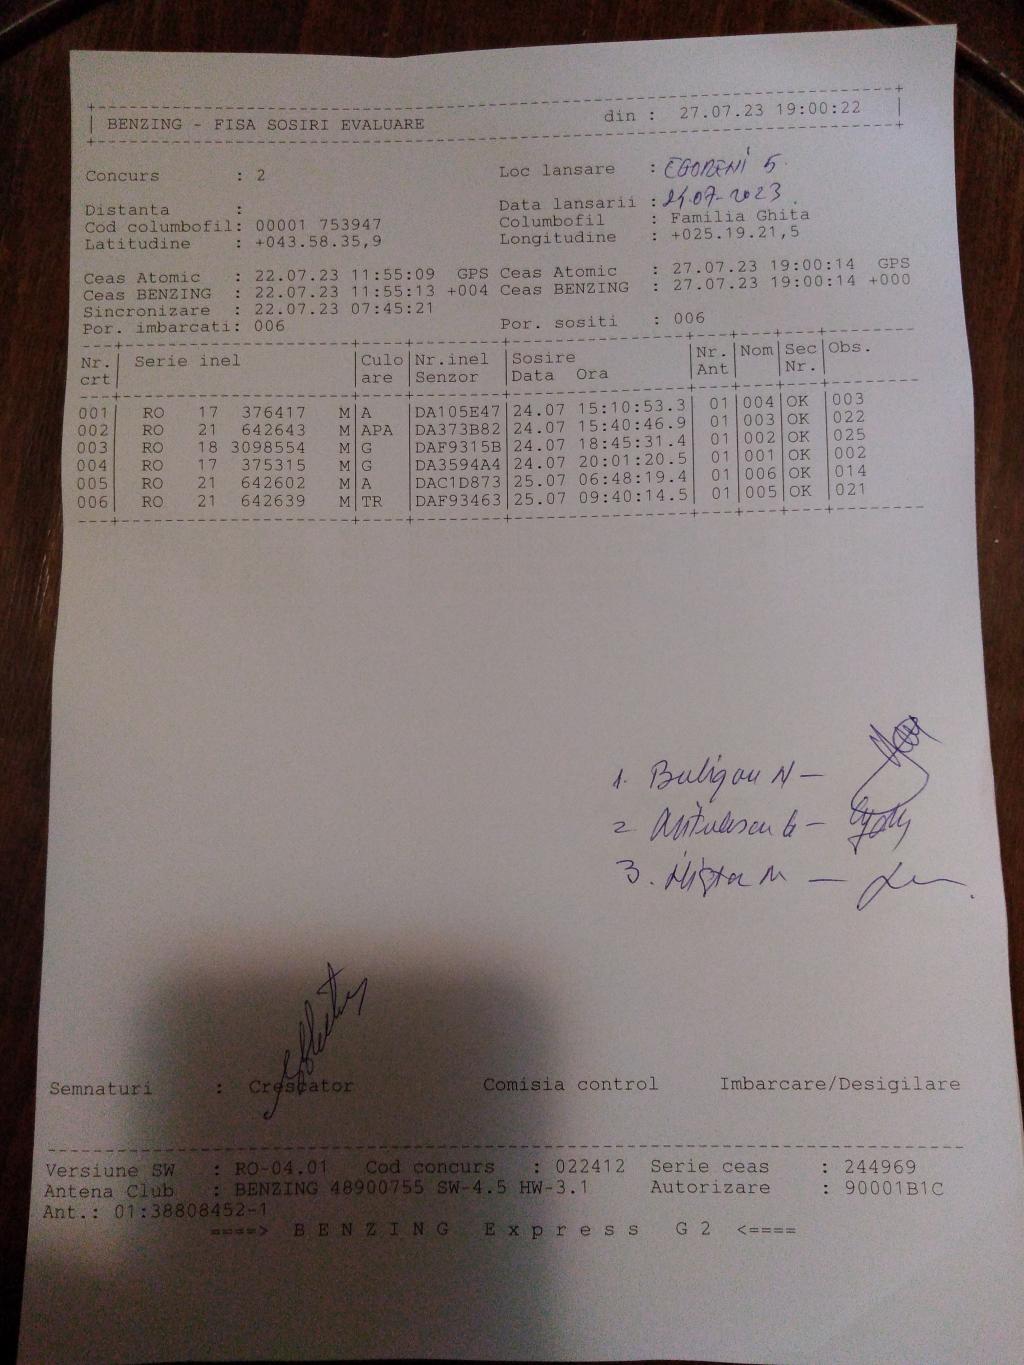 BENZING - FISA SOSIRI EVALUARE din : 27.07.23 19:00:22
Concurs : 2 Loc lansare :
Distanta : Data lansarii : 24.07-2023
Cod columbofil: 00001 753947 Columbofil : Familia Ghita
Latitudine : +043.58.35,9 Longitudine : +025.19.21,5
Ceas Atomic : 22.07.23 11:55:09 GPS Ceas Atomic : 27.07.23 19:00:14 GPS
Ceas BENZING : 22.07.23 11:55:13 +004 Ceas BENZING : 27.07.23 19:00:14 +000
Sincronizare : 22.07.23 07:45:21
Por. imbarcati: 006 Por. sositi : 006
Nr. Serie inel Culo Nr.inel Sosire Nr. Nom Sec Obs.
crt are Senzor Data Ora Ant Nr.
001 RO 17 376417 M A DA105E47 24.07 15:10:53.3 01 004 OK 003
002 RO 21 642643 M APA DA373B82 24.07 15:40:46.9 01 003 OK 022
003 RO 18 3098554 M G DAF9315B 24.07 18:45:31.4 01 002 OK 025
004 RO 17 375315 M G DA3594A4 24.07 20:01:20.5 01 001 OK 002
005 RO 21 642602 M A DAC1D873 25.07 06:48:19.4 01 006 OK 014
006 RO 21 642639 M TR DAF93463 25.07 09:40:14.5 01 005 OK 021
1. N -
2. G -
3. M -
Semnaturi : Crescator Comisia control Imbarcare/Desigilare
Versiune SW : RO-04.01 Cod concurs : 022412 Serie ceas : 244969
Antena Club : BENZING 48900755 SW-4.5 HW-3.1 Autorizare : 90001B1C
Ant.: 01:38808452-1
====> BENZING Express G2 <====